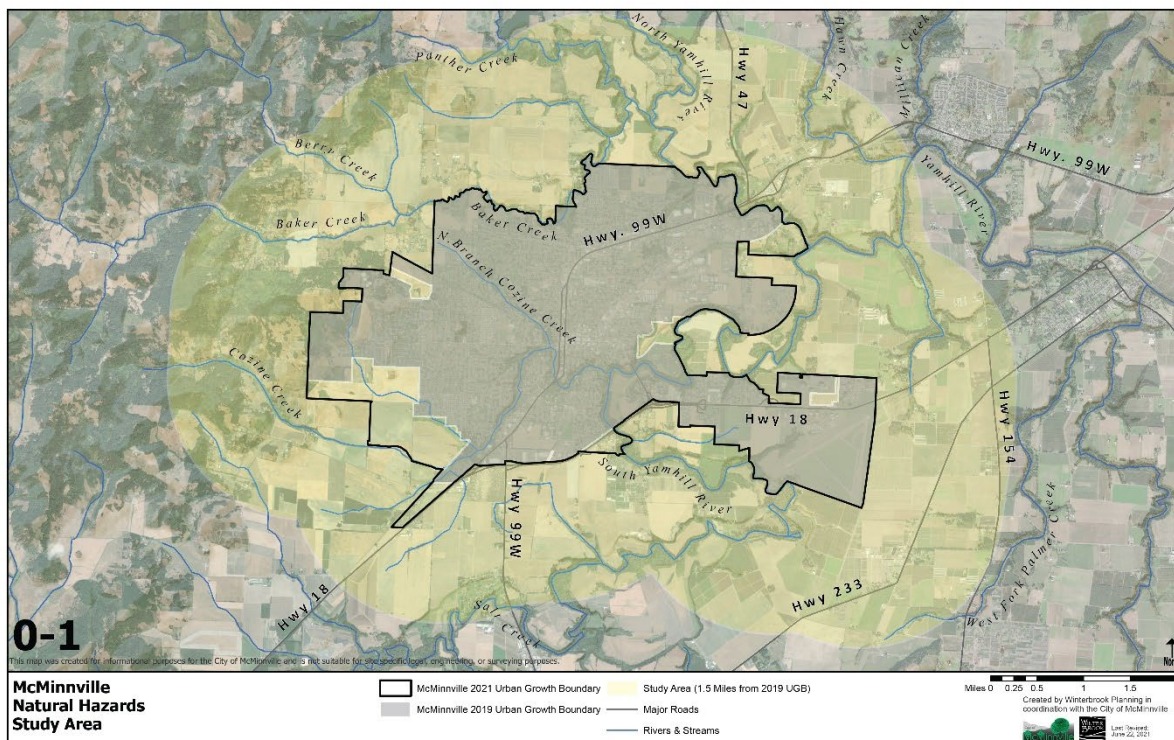 Panther Creek
North Yamhill River
Hwy 47
Hawn Creek
Millican Creek
Hwy. 99W
Yamhill River
Berry Creek
Baker Creek
Baker Creek
Hwy. 99W
N. Branch Cozine Creek
Cozine Creek
Hwy 18
Hwy 154
South Yamhill River
Hwy 99W
Hwy 233
West Fork Palmer Creek
Hwy 18
Salt Creek
0-1
This map was created for informational purposes for the City of McMinnville and is not suitable for site specific legal, engineering, or surveying purposes.
McMinnville
Natural Hazards
Study Area
McMinnville 2021 Urban Growth Boundary
McMinnville 2019 Urban Growth Boundary
Study Area (1.5 Miles from 2019 UGB)
Major Roads
Rivers & Streams
Miles 0 0.25 0.5 1 1.5
Created by Winterbrook Planning in
coordination with the City of McMinnville
WINTER
BROOK
Last Revised:
June 22, 2021